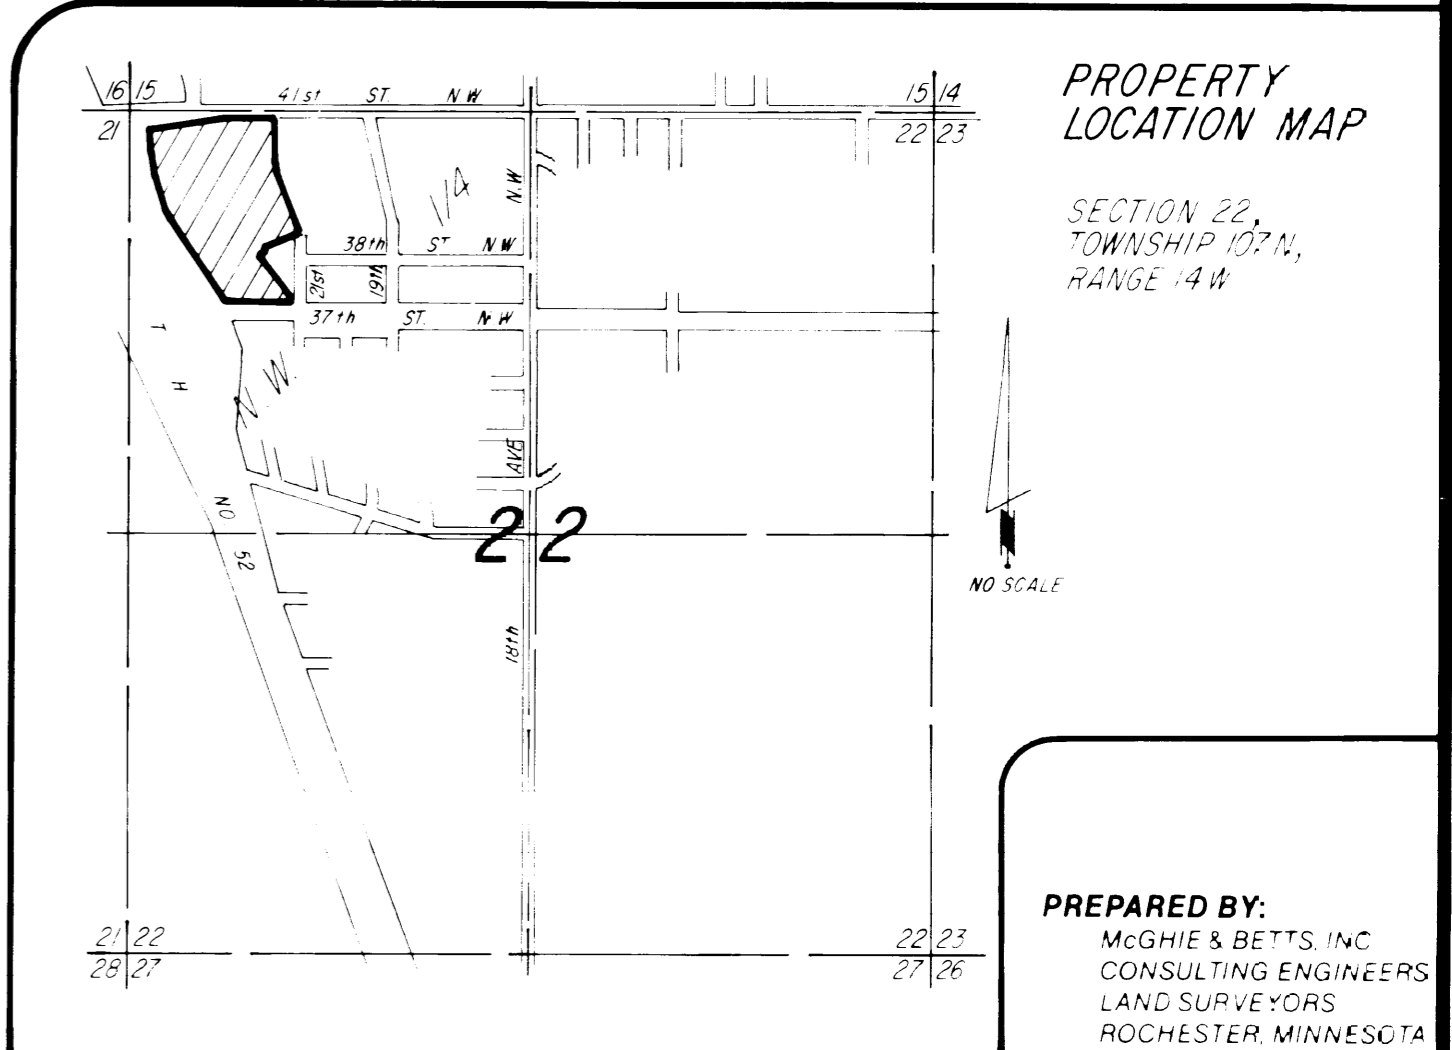 PROPERTY
LOCATION MAP
SECTION 22,
TOWNSHIP 107 N,
RANGE 14 W
16 15
21
41st ST. N W
15 14
22 23
1/4
N.W.
38th ST N W
21st
19th
37th ST. N W
N. W.
T H NO. 52
AVE
22
18th
NO SCALE
21 22
28 27
22 23
27 26
PREPARED BY:
McGHIE & BETTS, INC
CONSULTING ENGINEERS
LAND SURVEYORS
ROCHESTER, MINNESOTA